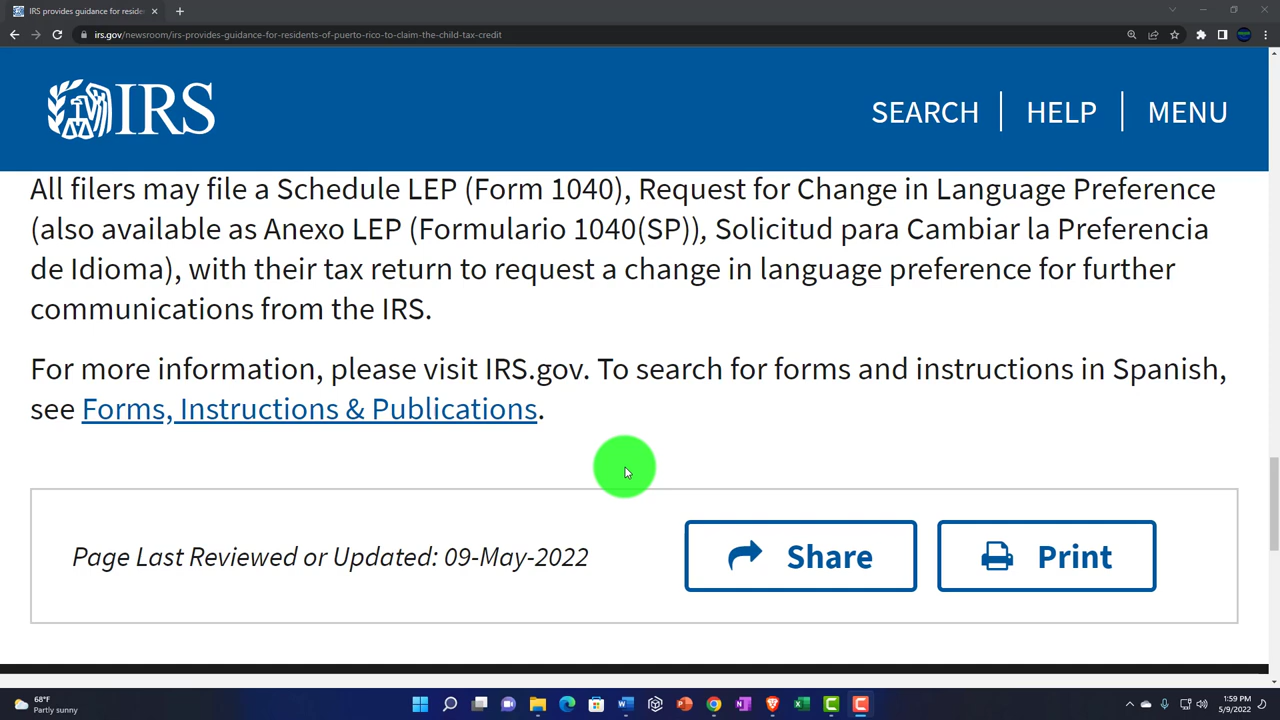 IRS provides guidance for reside
irs.gov/newsroom/irs-provides-guidance-for-residents-of-puerto-rico-to-claim-the-child-tax-credit
IRS
SEARCH
HELP
MENU
All filers may file a Schedule LEP (Form 1040), Request for Change in Language Preference
(also available as Anexo LEP (Formulario 1040(SP)), Solicitud para Cambiar la Preferencia
de Idioma), with their tax return to request a change in language preference for further
communications from the IRS.
For more information, please visit IRS.gov. To search for forms and instructions in Spanish,
see Forms, Instructions & Publications.
Page Last Reviewed or Updated: 09-May-2022
Share
Print
68°F
Partly sunny
1:59 PM
5/9/2022